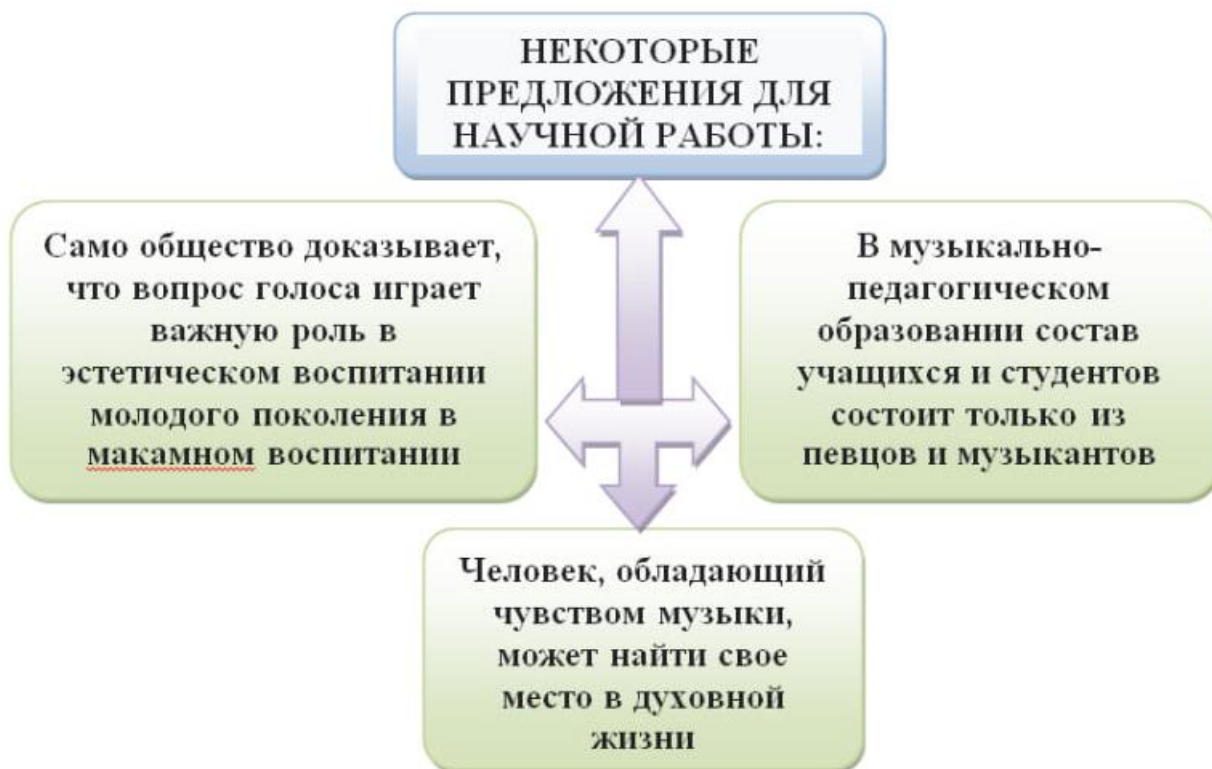 НЕКОТОРЫЕ
ПРЕДЛОЖЕНИЯ ДЛЯ
НАУЧНОЙ РАБОТЫ:
Само общество доказывает,
что вопрос голоса играет
важную роль в
эстетическом воспитании
молодого поколения в
макамном воспитании
В музыкально-
педагогическом
образовании состав
учащихся и студентов
состоит только из
певцов и музыкантов
Человек, обладающий
чувством музыки,
может найти свое
место в духовной
жизни